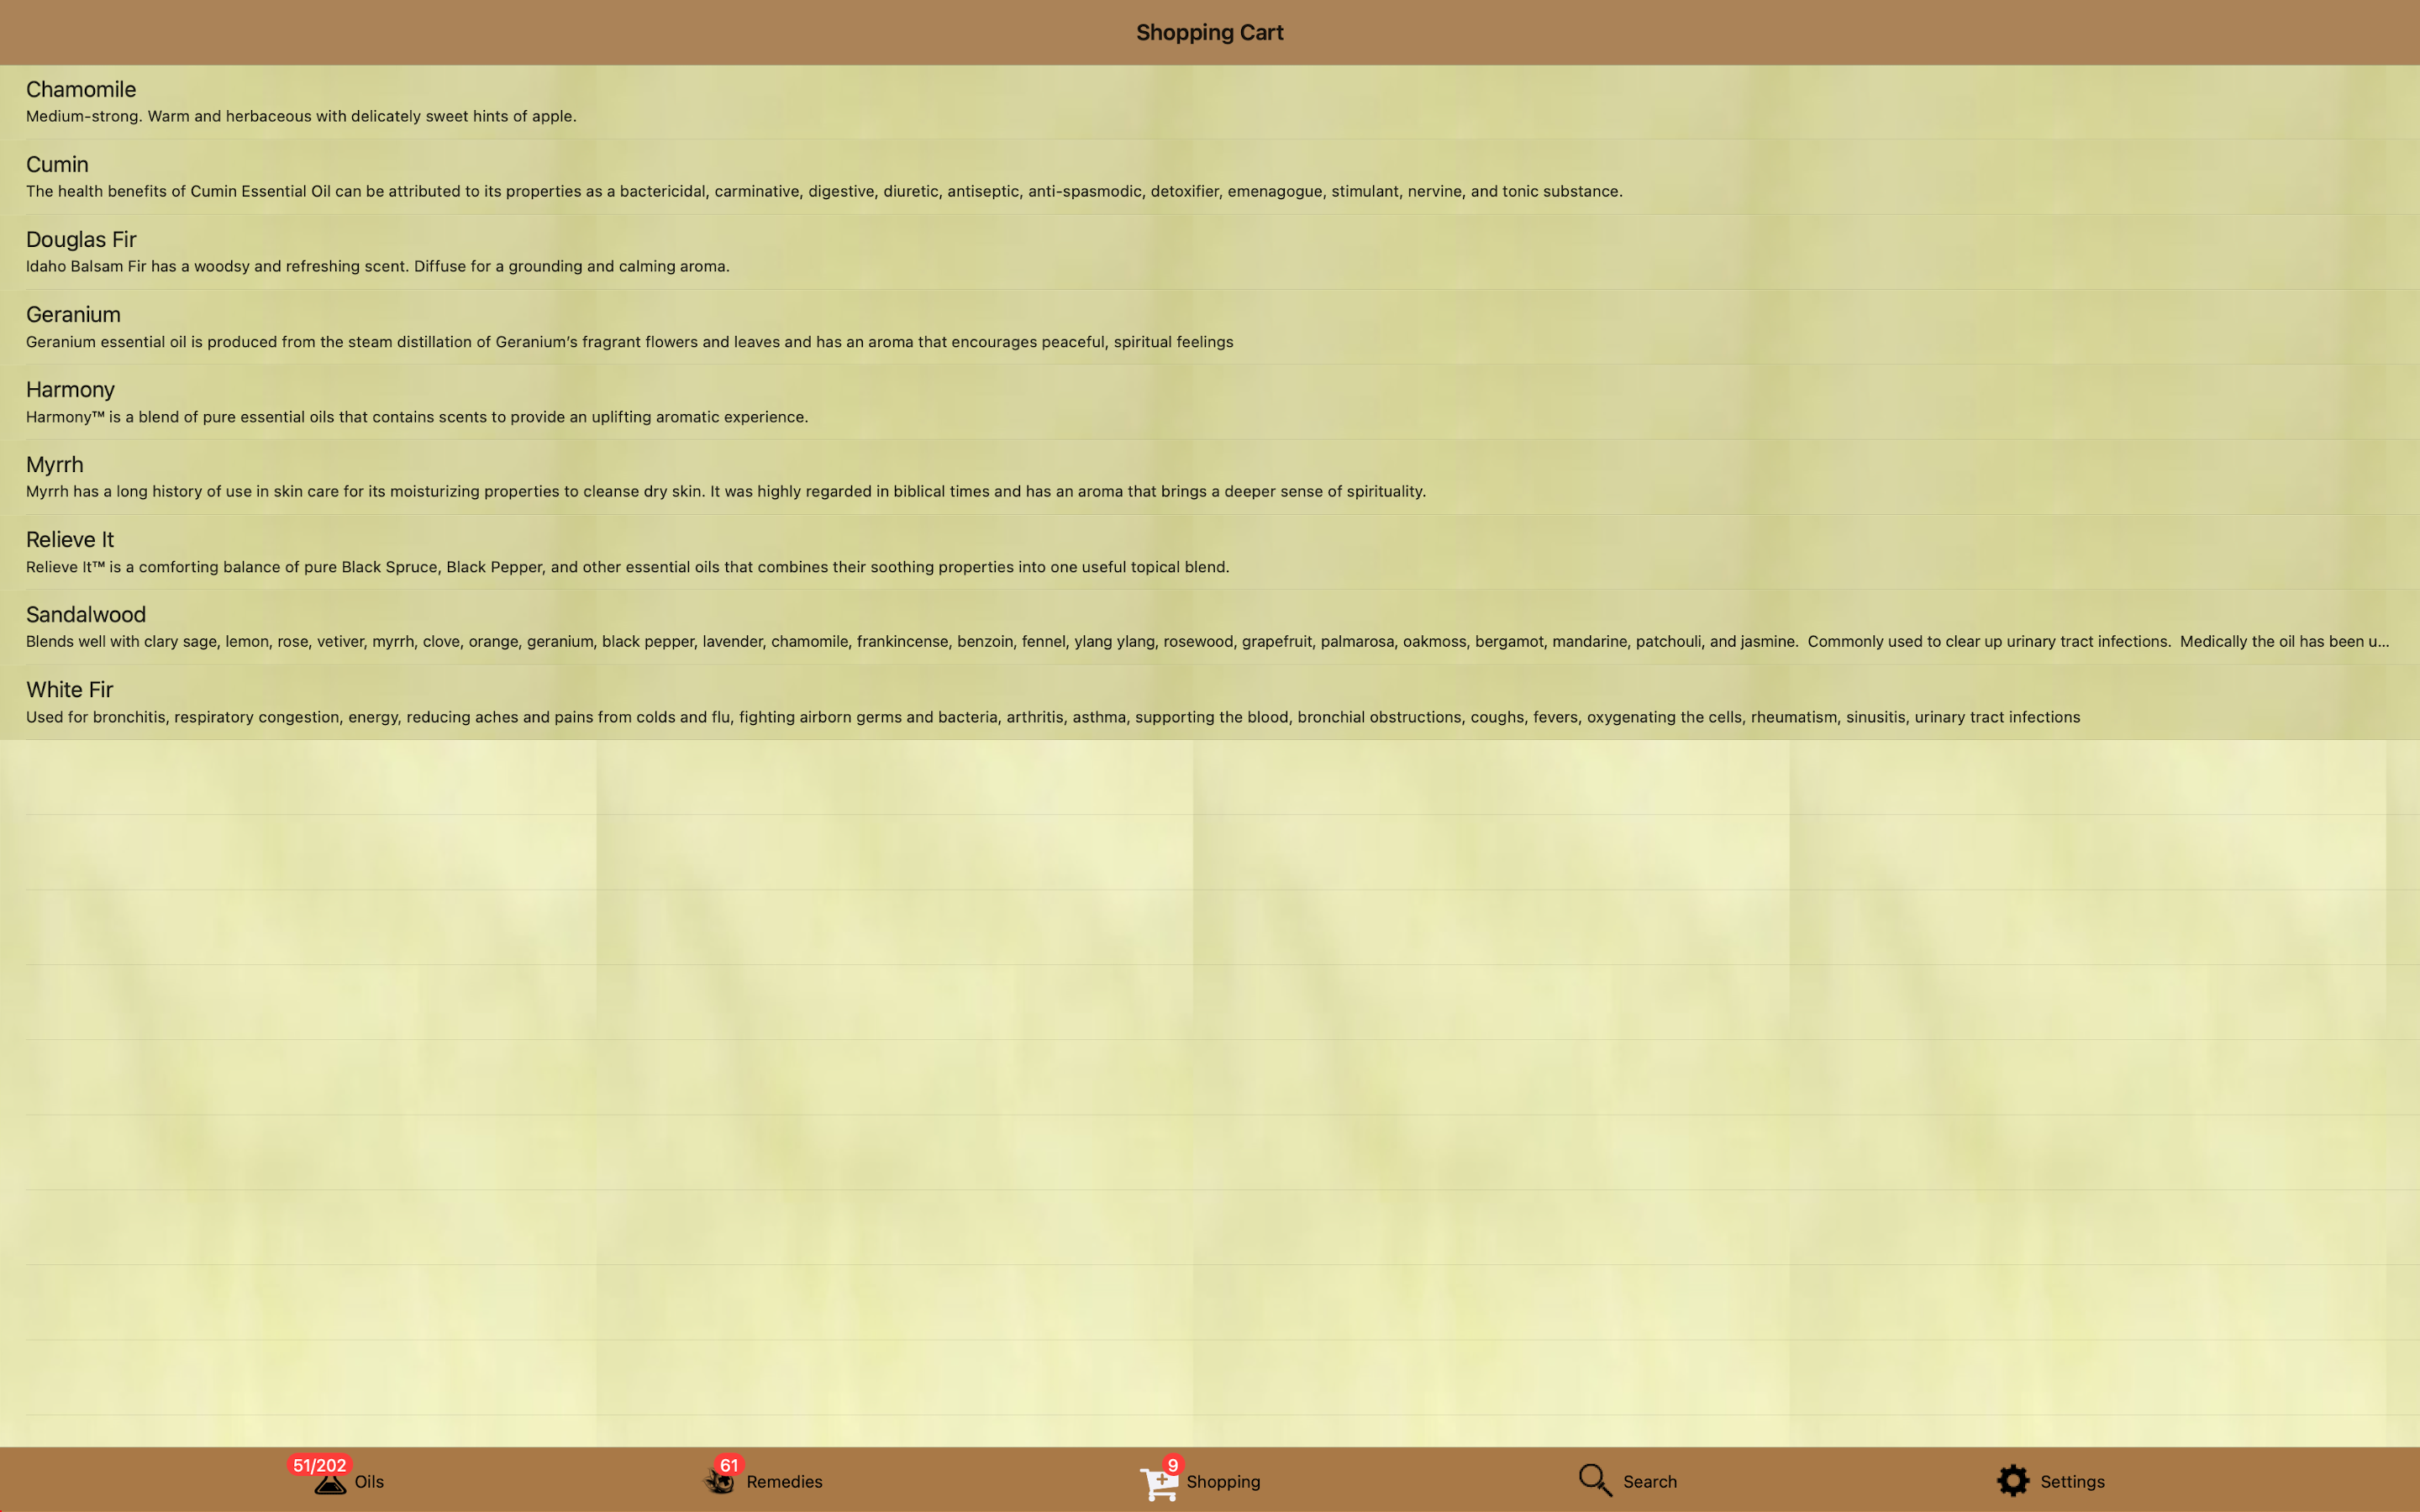 Shopping Cart
Chamomile
Medium-strong. Warm and herbaceous with delicately sweet hints of apple.
Cumin
The health benefits of Cumin Essential Oil can be attributed to its properties as a bactericidal, carminative, digestive, diuretic, antiseptic, anti-spasmodic, detoxifier, emenagogue, stimulant, nervine, and tonic substance.
Douglas Fir
Idaho Balsam Fir has a woodsy and refreshing scent. Diffuse for a grounding and calming aroma.
Geranium
Geranium essential oil is produced from the steam distillation of Geranium’s fragrant flowers and leaves and has an aroma that encourages peaceful, spiritual feelings
Harmony
Harmony™ is a blend of pure essential oils that contains scents to provide an uplifting aromatic experience.
Myrrh
Myrrh has a long history of use in skin care for its moisturizing properties to cleanse dry skin. It was highly regarded in biblical times and has an aroma that brings a deeper sense of spirituality.
Relieve It
Relieve It™ is a comforting balance of pure Black Spruce, Black Pepper, and other essential oils that combines their soothing properties into one useful topical blend.
Sandalwood
Blends well with clary sage, lemon, rose, vetiver, myrrh, clove, orange, geranium, black pepper, lavender, chamomile, frankincense, benzoin, fennel, ylang ylang, rosewood, grapefruit, palmarosa, oakmoss, bergamot, mandarine, patchouli, and jasmine.  Commonly used to clear up urinary tract infections.  Medically the oil has been u...
White Fir
Used for bronchitis, respiratory congestion, energy, reducing aches and pains from colds and flu, fighting airborn germs and bacteria, arthritis, asthma, supporting the blood, bronchial obstructions, coughs, fevers, oxygenating the cells, rheumatism, sinusitis, urinary tract infections
51/202 Oils
61 Remedies
9 Shopping
Search
Settings